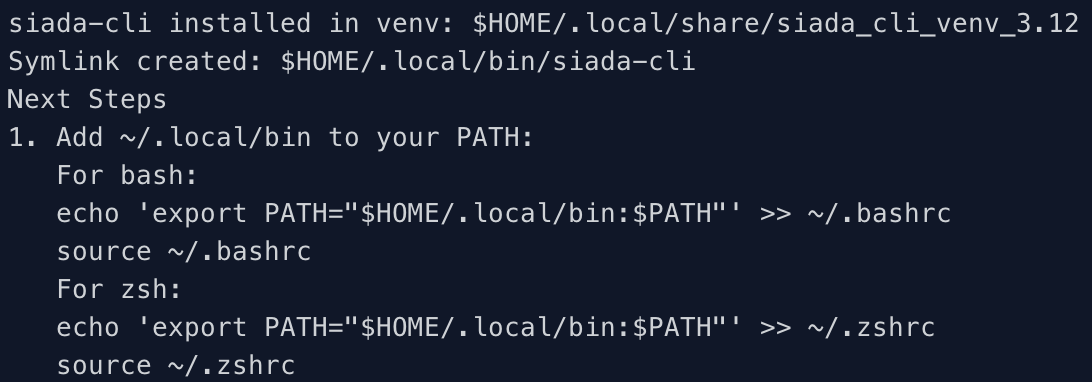 siada-cli installed in venv: $HOME/.local/share/siada_cli_venv_3.12
Symlink created: $HOME/.local/bin/siada-cli
Next Steps
1. Add ~/.local/bin to your PATH:
   For bash:
   echo 'export PATH="$HOME/.local/bin:$PATH"' >> ~/.bashrc
   source ~/.bashrc
   For zsh:
   echo 'export PATH="$HOME/.local/bin:$PATH"' >> ~/.zshrc
   source ~/.zshrc